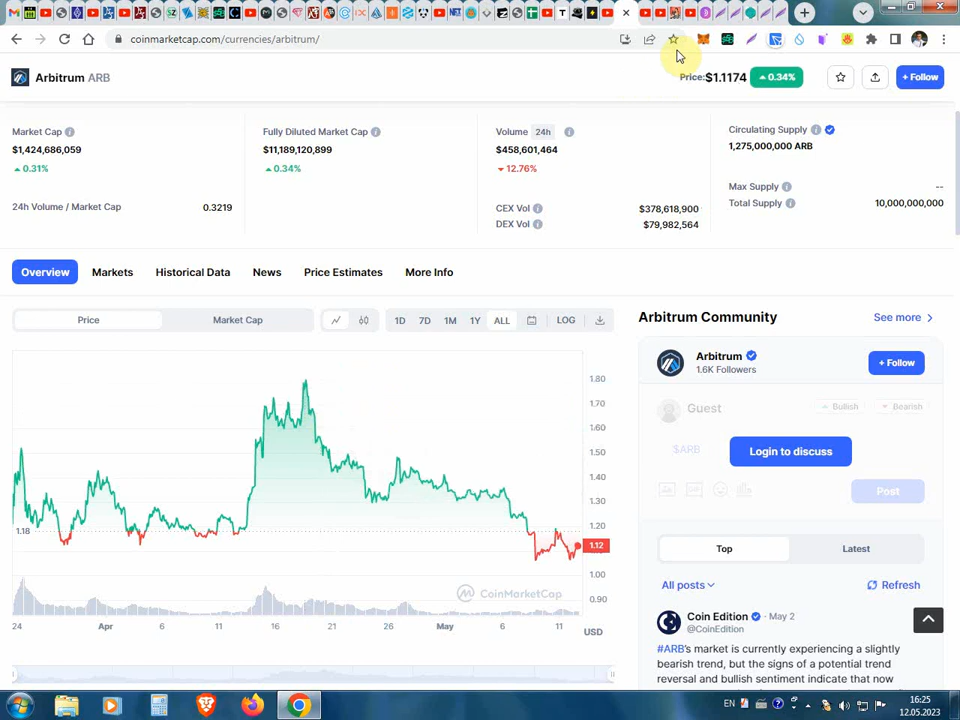 coinmarketcap.com/currencies/arbitrum/
Arbitrum ARB
Price:$1.1174
0.34%
+ Follow
Market Cap
$1,424,686,059
0.31%
24h Volume / Market Cap
0.3219
Fully Diluted Market Cap
$11,189,120,899
0.34%
Volume 24h
$458,601,464
12.76%
CEX Vol
$378,618,900
DEX Vol
$79,982,564
Circulating Supply
1,275,000,000 ARB
Max Supply
--
Total Supply
10,000,000,000
Overview
Markets
Historical Data
News
Price Estimates
More Info
Price
Market Cap
1D
7D
1M
1Y
ALL
LOG
1.80
1.70
1.60
1.50
1.40
1.30
1.20
1.12
1.00
0.90
1.18
CoinMarketCap
24
Apr
6
11
16
21
26
May
6
11
USD
Arbitrum Community
See more
Arbitrum
1.6K Followers
+ Follow
Guest
Bullish
Bearish
$ARB
Login to discuss
Post
Top
Latest
All posts
Refresh
Coin Edition · May 2
@CoinEdition
#ARB's market is currently experiencing a slightly
bearish trend, but the signs of a potential trend
reversal and bullish sentiment indicate that now
EN
16:25
12.05.2023